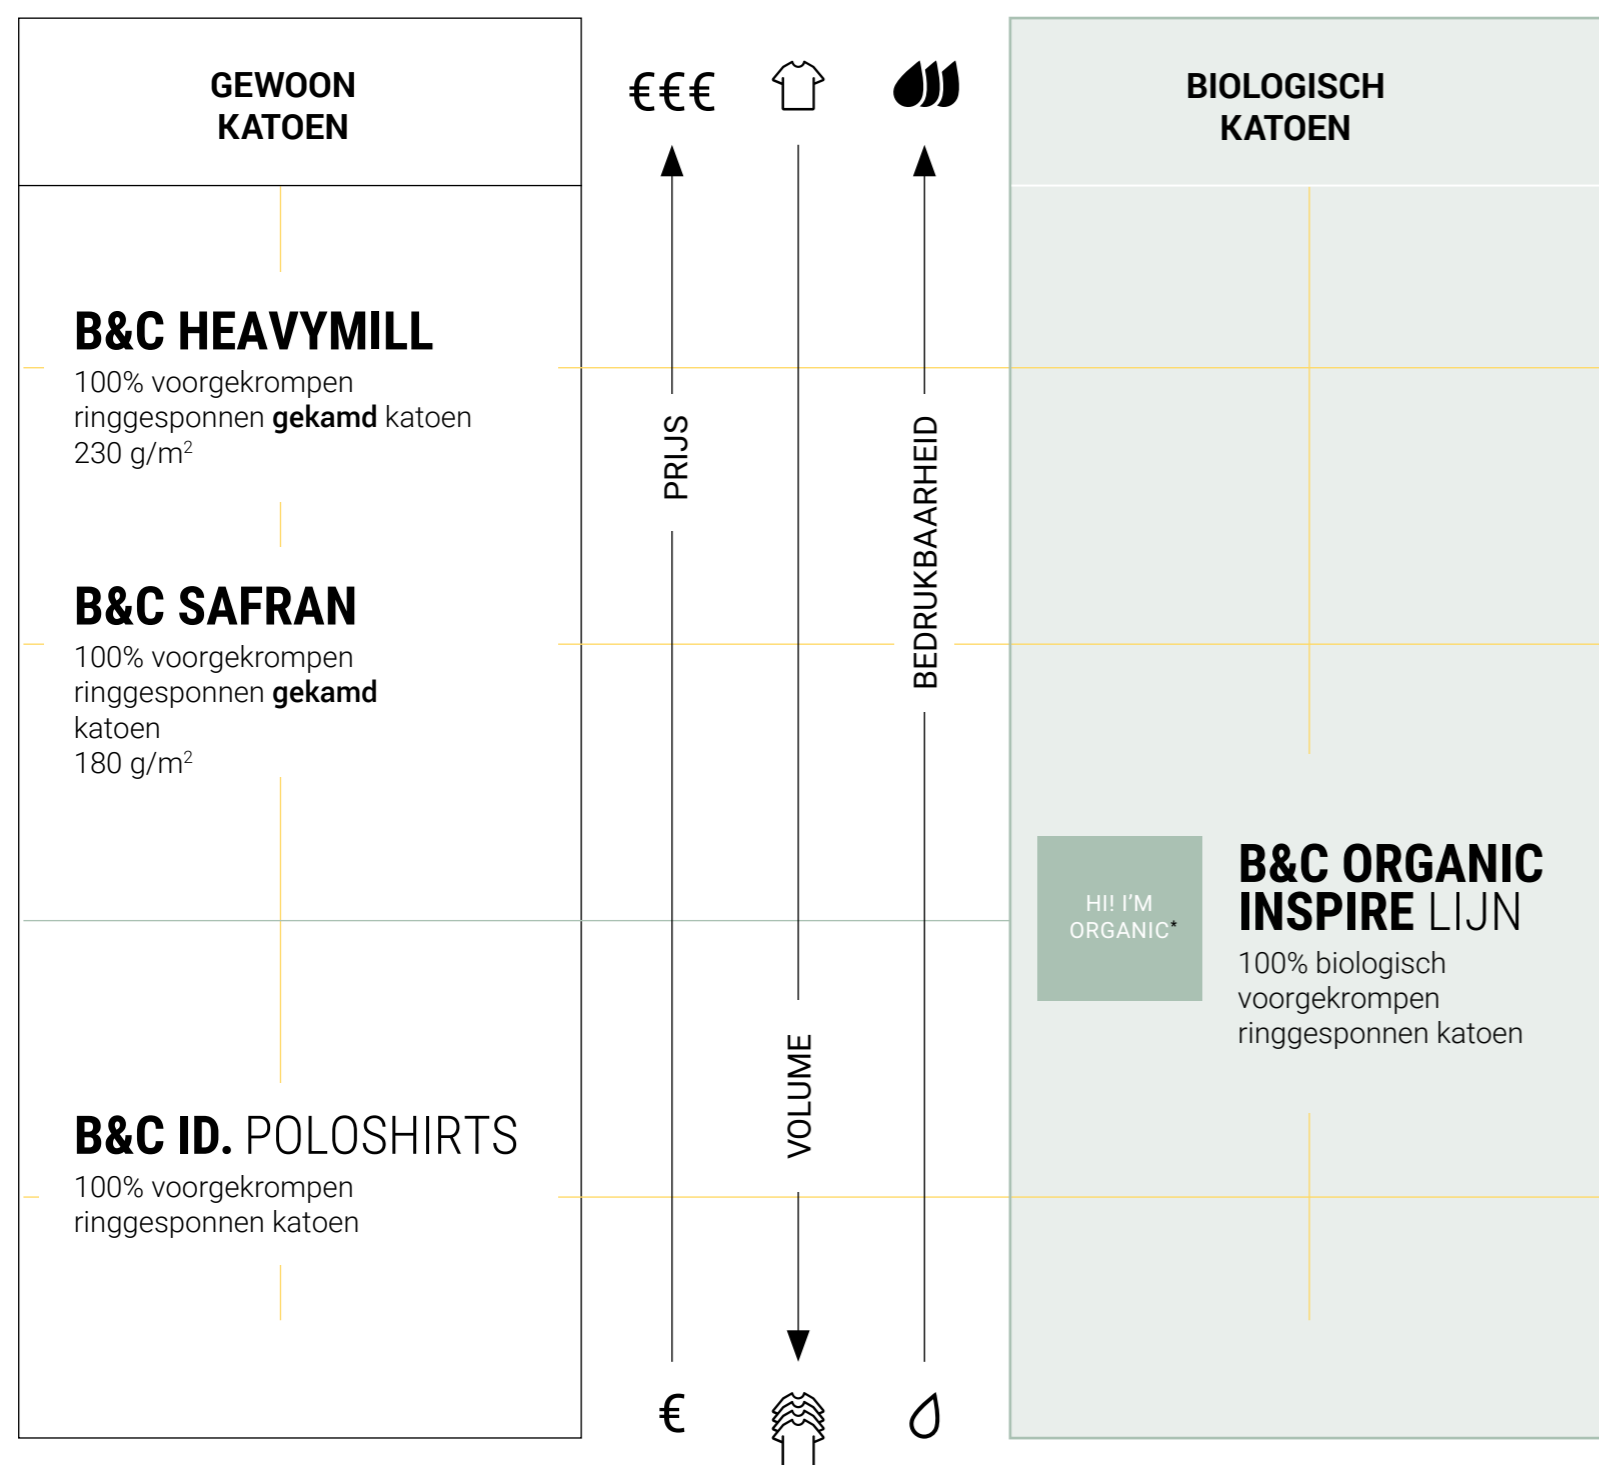 GEWOON
KATOEN
B&C HEAVYMILL
100% voorgekrompen
ringgesponnen gekamd katoen
230 g/m²
B&C SAFRAN
100% voorgekrompen
ringgesponnen gekamd
katoen
180 g/m²
B&C ID. POLOSHIRTS
100% voorgekrompen
ringgesponnen katoen
€€€
PRIJS
€
VOLUME
BEDRUKBAARHEID
BIOLOGISCH
KATOEN
HI! I'M
ORGANIC*
B&C ORGANIC
INSPIRE LIJN
100% biologisch
voorgekrompen
ringgesponnen katoen